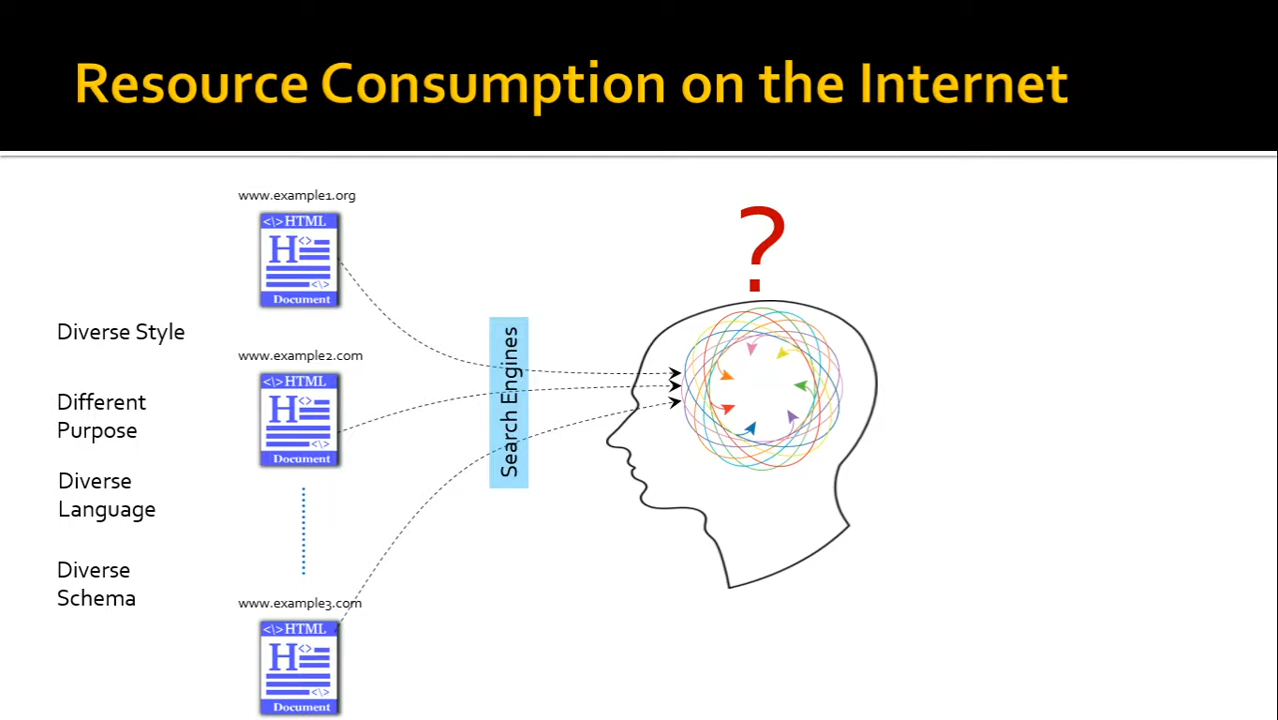 Resource Consumption on the Internet
www.example1.org
<\>HTML
H<>
<\>
Document
Diverse Style
www.example2.com
<\>HTML
H<>
<\>
Document
Different
Purpose
Diverse
Language
Diverse
Schema
www.example3.com
<\>HTML
H<>
<\>
Document
Search Engines
?